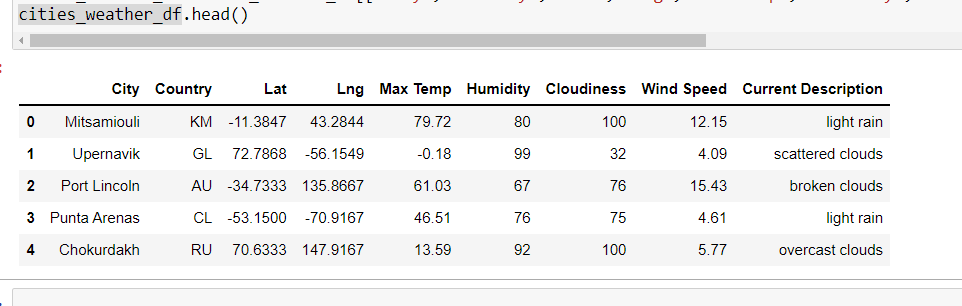 cities_weather_df.head()
City Country Lat Lng Max Temp Humidity Cloudiness Wind Speed Current Description
0 Mitsamiouli KM -11.3847 43.2844 79.72 80 100 12.15 light rain
1 Upernavik GL 72.7868 -56.1549 -0.18 99 32 4.09 scattered clouds
2 Port Lincoln AU -34.7333 135.8667 61.03 67 76 15.43 broken clouds
3 Punta Arenas CL -53.1500 -70.9167 46.51 76 75 4.61 light rain
4 Chokurdakh RU 70.6333 147.9167 13.59 92 100 5.77 overcast clouds